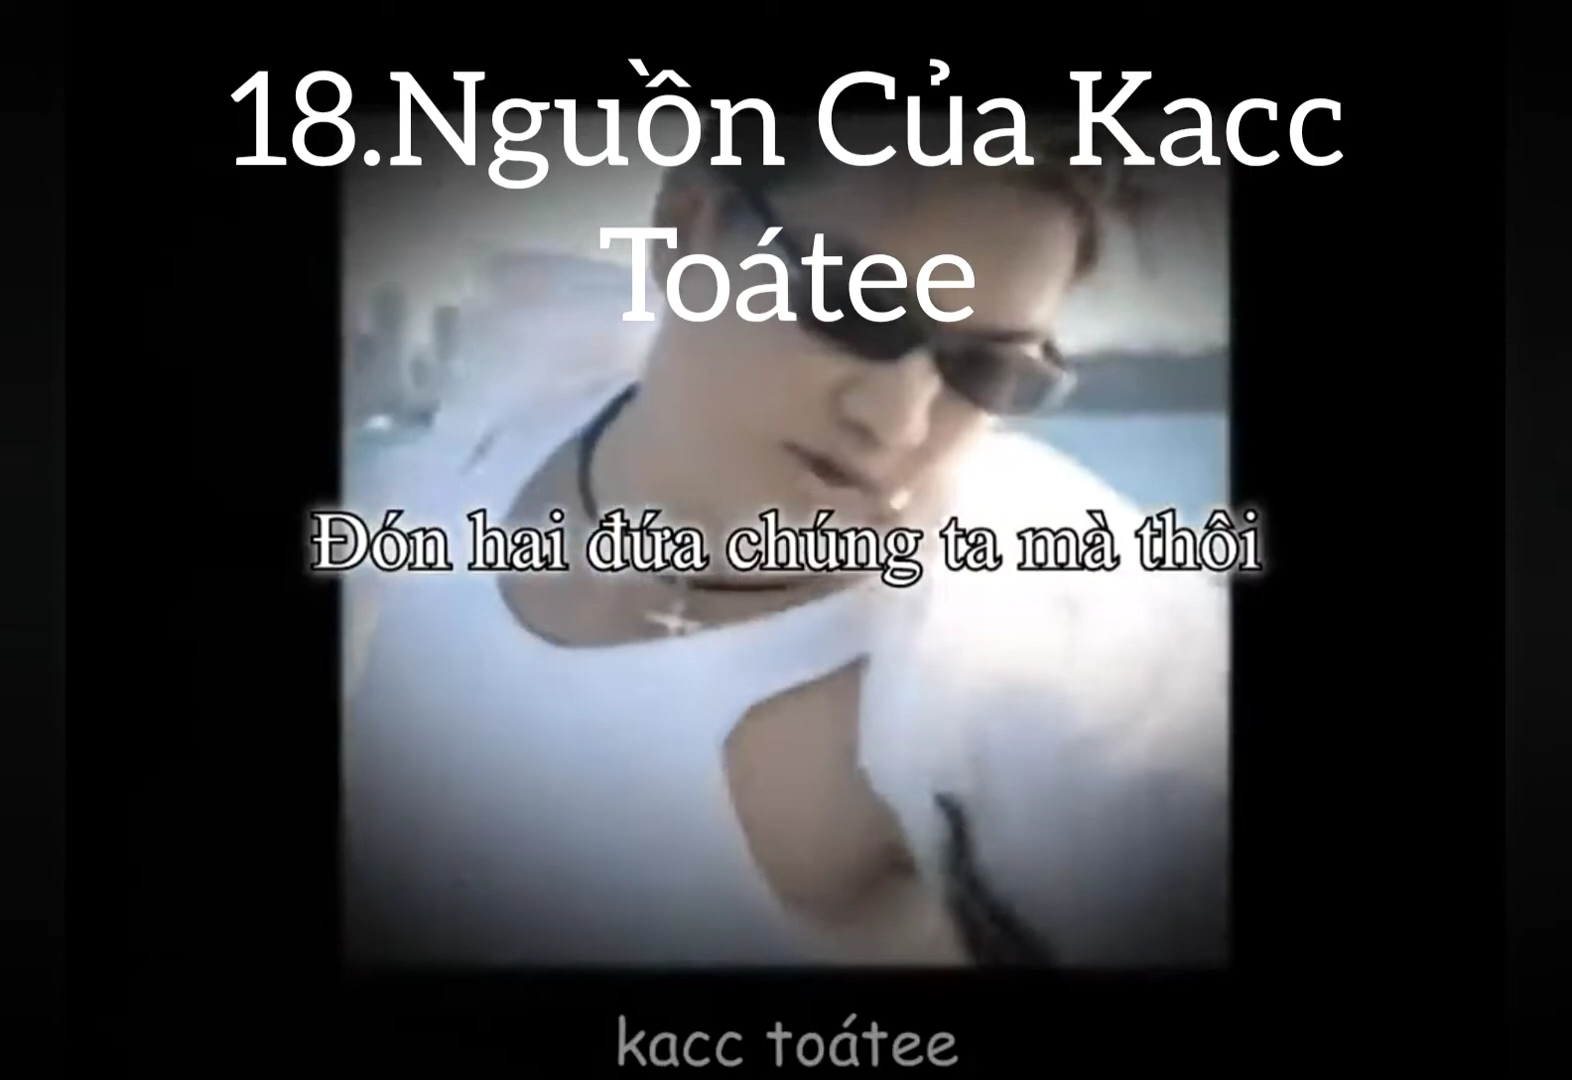 18.Nguồn Của Kacc
Toátee
Đón hai đứa chúng ta mà thôi
kacc toátee